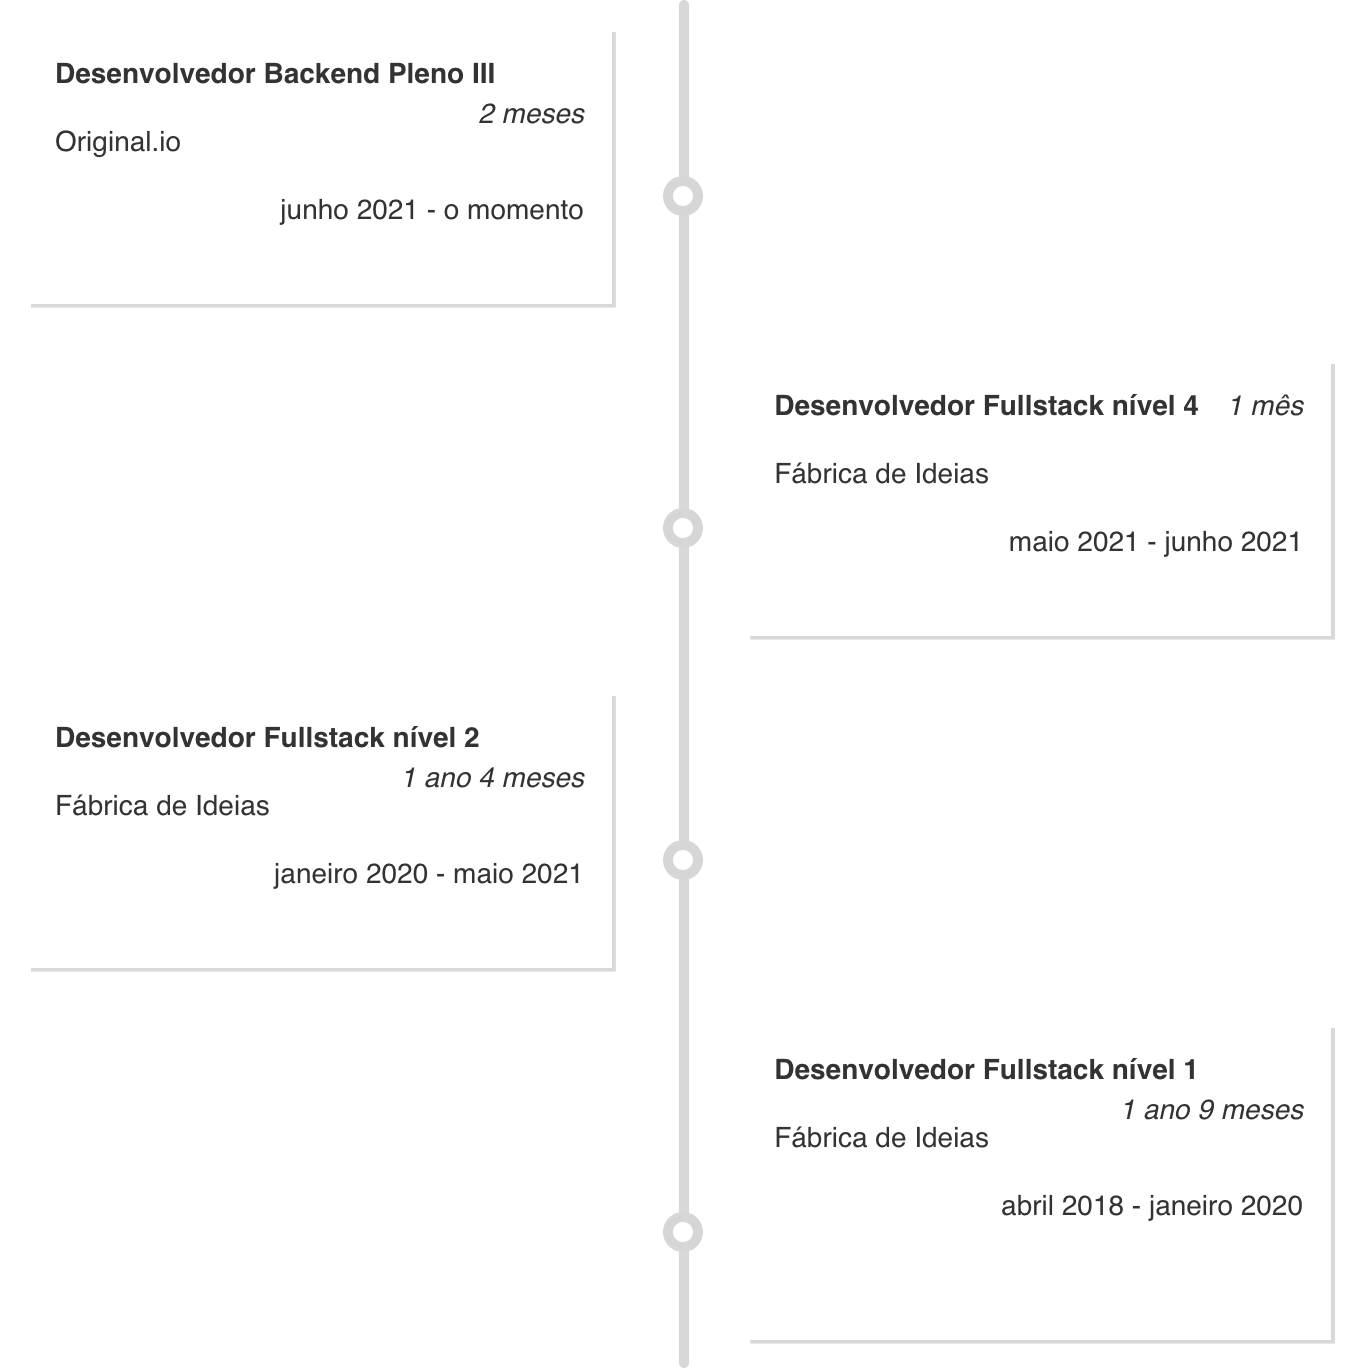 Desenvolvedor Backend Pleno III
2 meses
Original.io
junho 2021 - o momento
Desenvolvedor Fullstack nível 4 1 mês
Fábrica de Ideias
maio 2021 - junho 2021
Desenvolvedor Fullstack nível 2
1 ano 4 meses
Fábrica de Ideias
janeiro 2020 - maio 2021
Desenvolvedor Fullstack nível 1
1 ano 9 meses
Fábrica de Ideias
abril 2018 - janeiro 2020